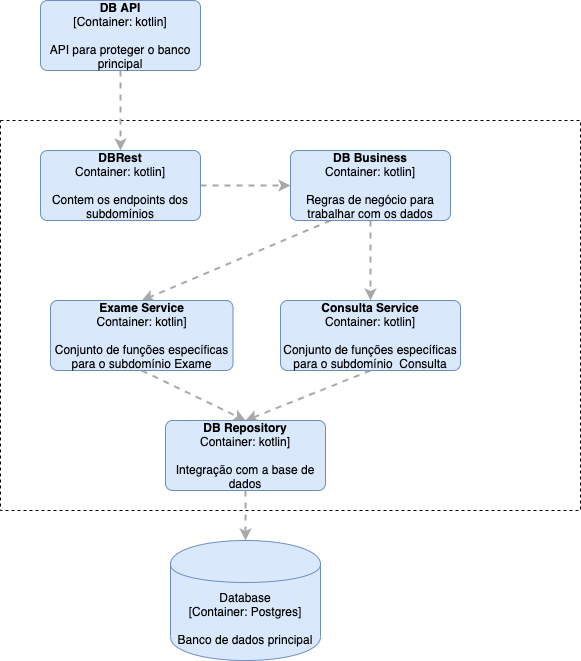 DB API
[Container: kotlin]
API para proteger o banco
principal
DBRest
Container: kotlin]
Contem os endpoints dos
subdomínios
DB Business
Container: kotlin]
Regras de negócio para
trabalhar com os dados
Exame Service
Container: kotlin]
Conjunto de funções específicas
para o subdomínio Exame
Consulta Service
Container: kotlin]
Conjunto de funções específicas
para o subdomínio  Consulta
DB Repository
Container: kotlin]
Integração com a base de
dados
Database
[Container: Postgres]
Banco de dados principal